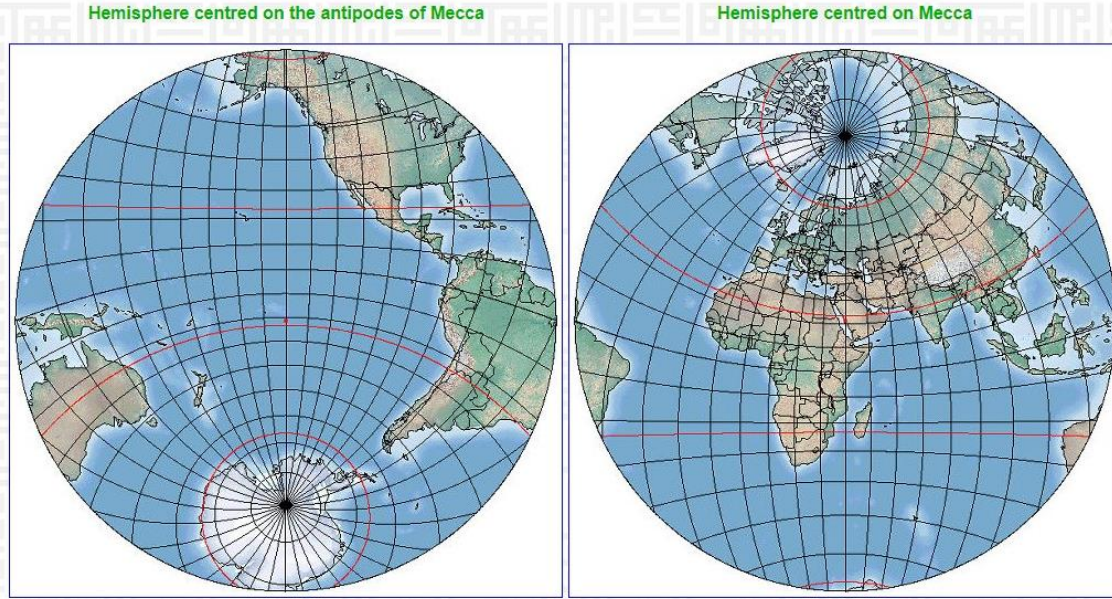 Hemisphere centred on the antipodes of Mecca
Hemisphere centred on Mecca